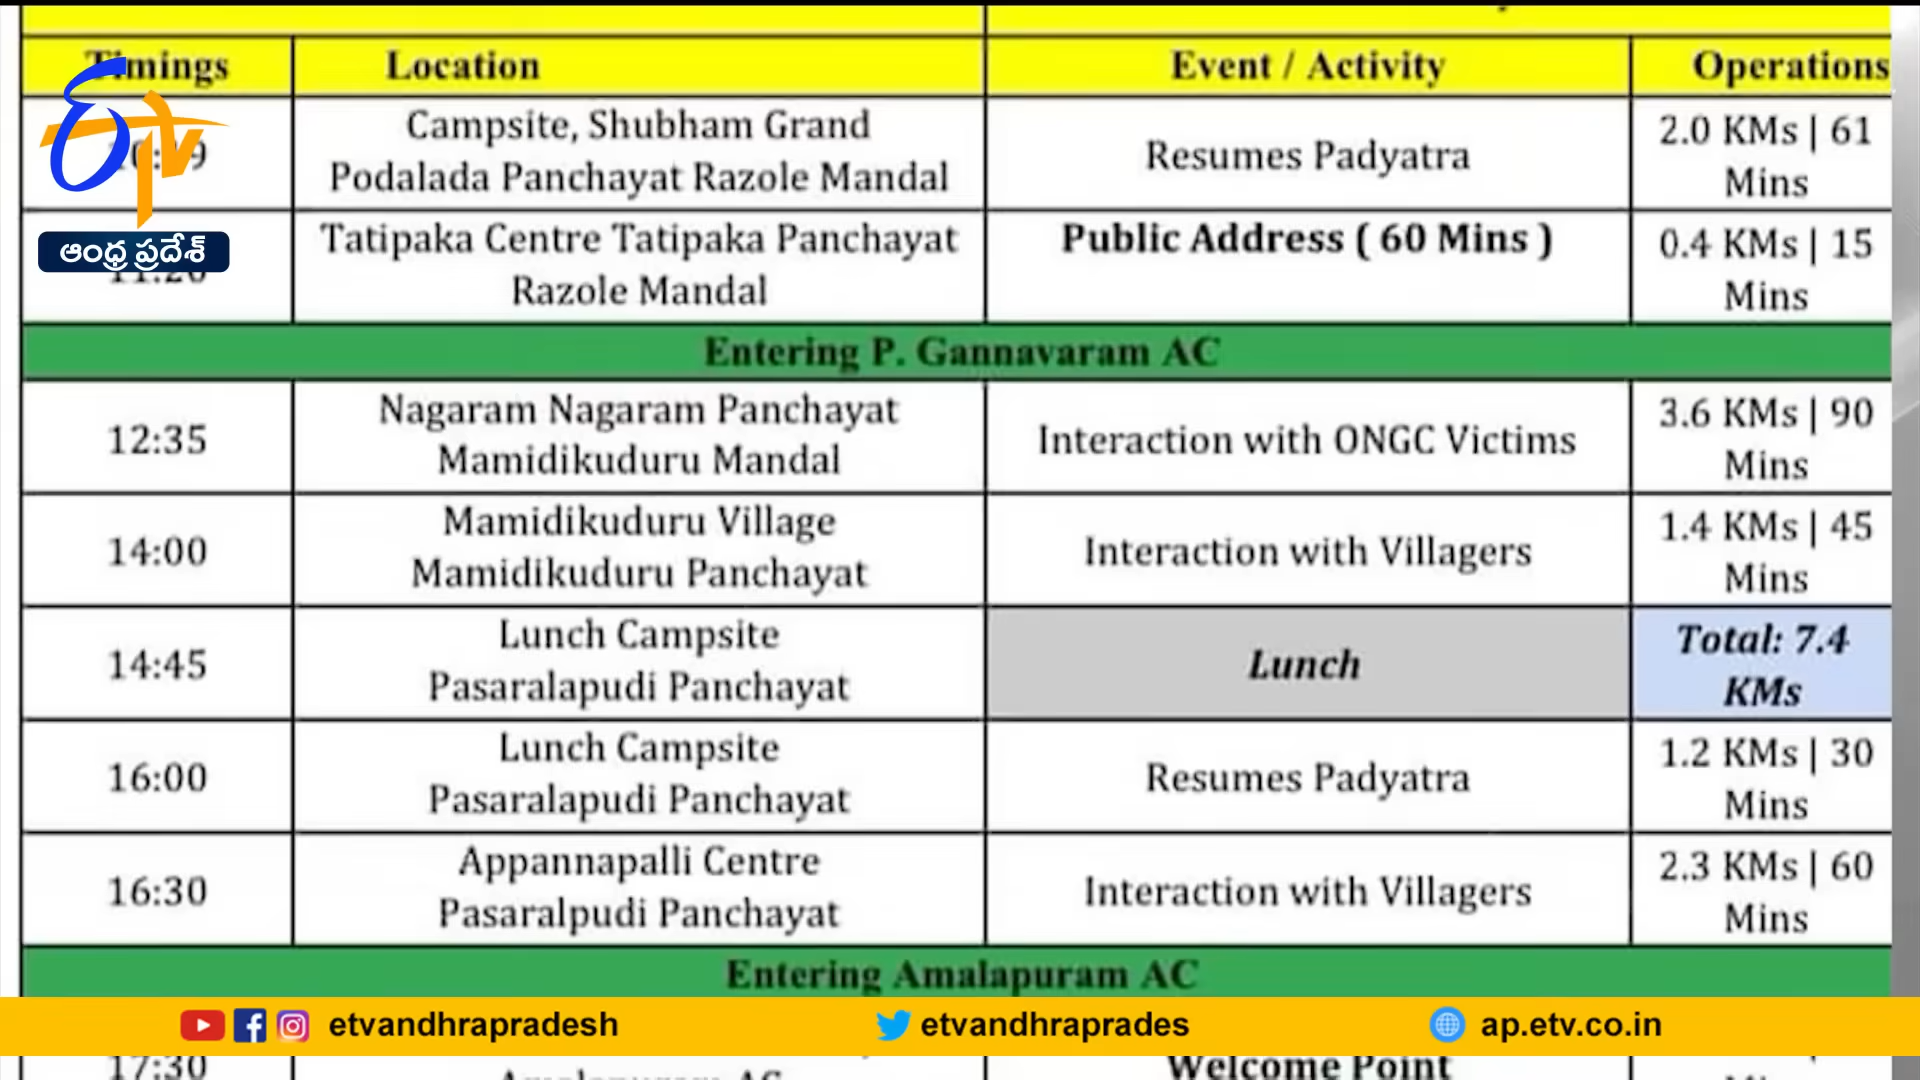 Timings Location Event / Activity Operations
Campsite, Shubham Grand
Podalada Panchayat Razole Mandal
Resumes Padyatra
2.0 KMs | 61
Mins
11:20
Tatipaka Centre Tatipaka Panchayat
Razole Mandal
Public Address ( 60 Mins )
0.4 KMs | 15
Mins
Entering P. Gannavaram AC
12:35
Nagaram Nagaram Panchayat
Mamidikuduru Mandal
Interaction with ONGC Victims
3.6 KMs | 90
Mins
14:00
Mamidikuduru Village
Mamidikuduru Panchayat
Interaction with Villagers
1.4 KMs | 45
Mins
14:45
Lunch Campsite
Pasaralapudi Panchayat
Lunch
Total: 7.4
KMs
16:00
Lunch Campsite
Pasaralapudi Panchayat
Resumes Padyatra
1.2 KMs | 30
Mins
16:30
Appannapalli Centre
Pasaralpudi Panchayat
Interaction with Villagers
2.3 KMs | 60
Mins
Entering Amalapuram AC
17:30
Amalapuram AC
Welcome Point
ETV
ఆంధ్ర ప్రదేశ్
etvandhrapradesh
etvandhraprades
ap.etv.co.in